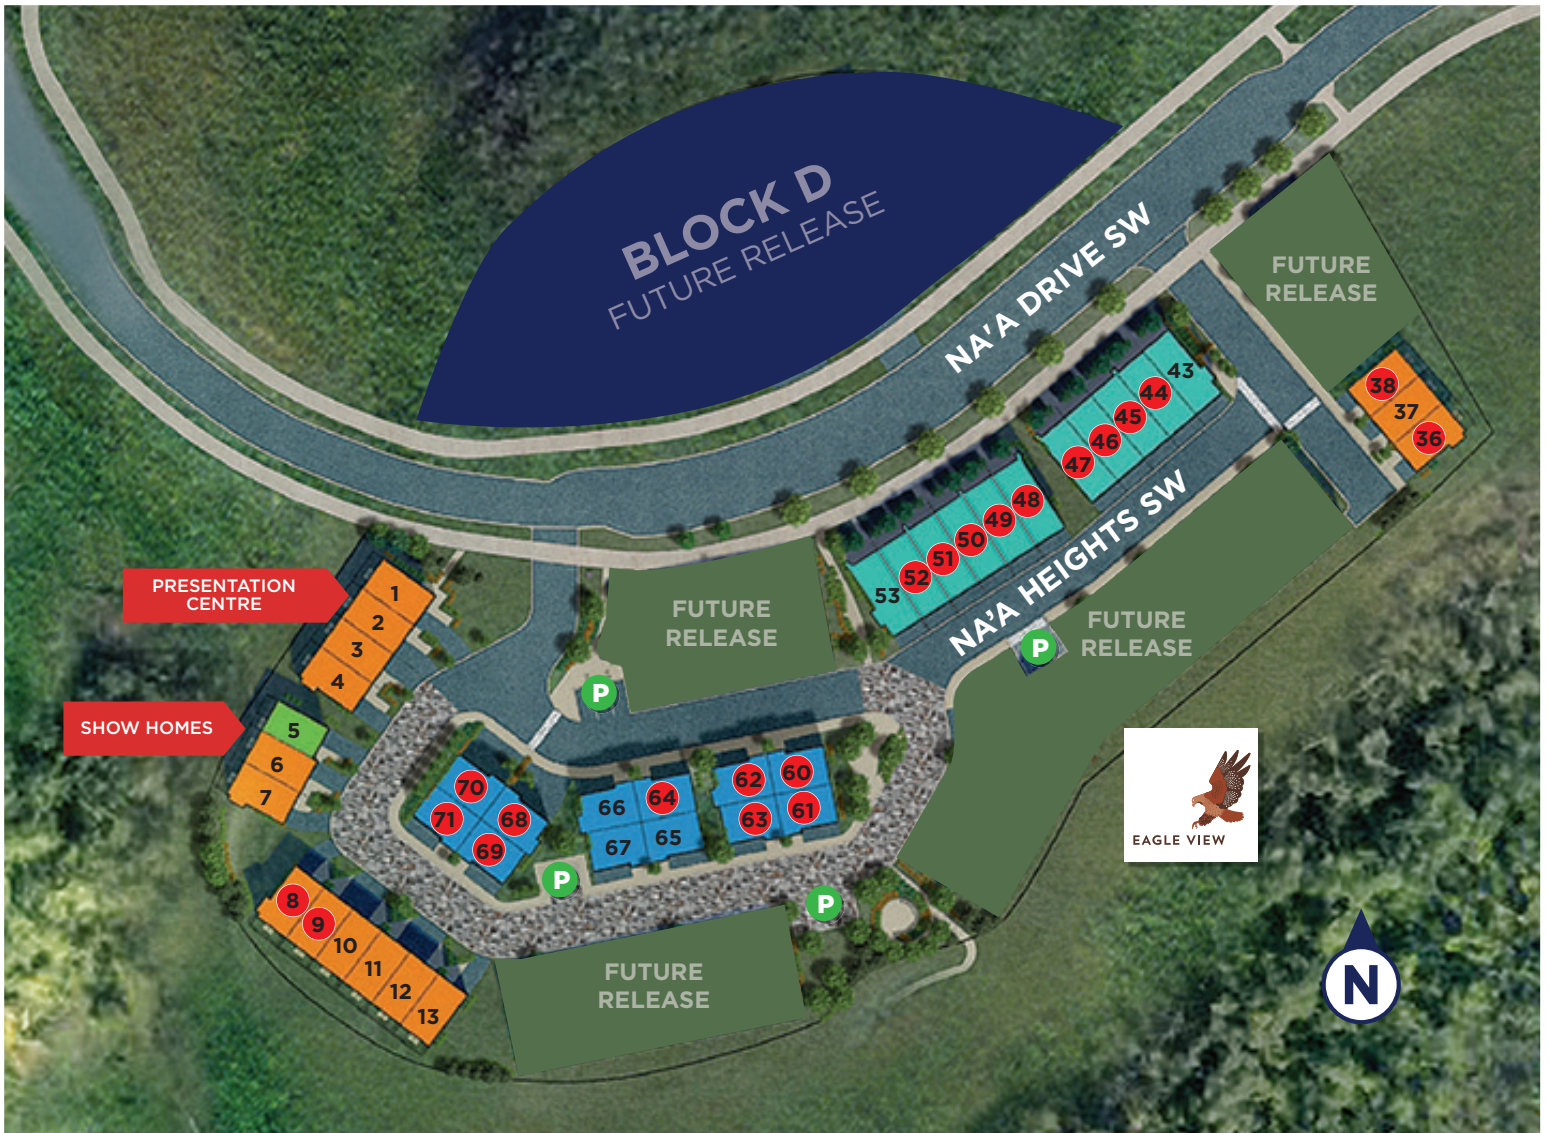 BLOCK D
FUTURE RELEASE
NA'A DRIVE SW
FUTURE
RELEASE
43
44
45
46
47
38
37
36
48
49
50
51
52
53
NA'A HEIGHTS SW
PRESENTATION
CENTRE
1
2
3
4
FUTURE
RELEASE
FUTURE
RELEASE
P
P
SHOW HOMES
5
6
7
70
71
68
69
66
64
67
65
62
60
63
61
EAGLE VIEW
P
P
8
9
10
11
12
13
FUTURE
RELEASE
N